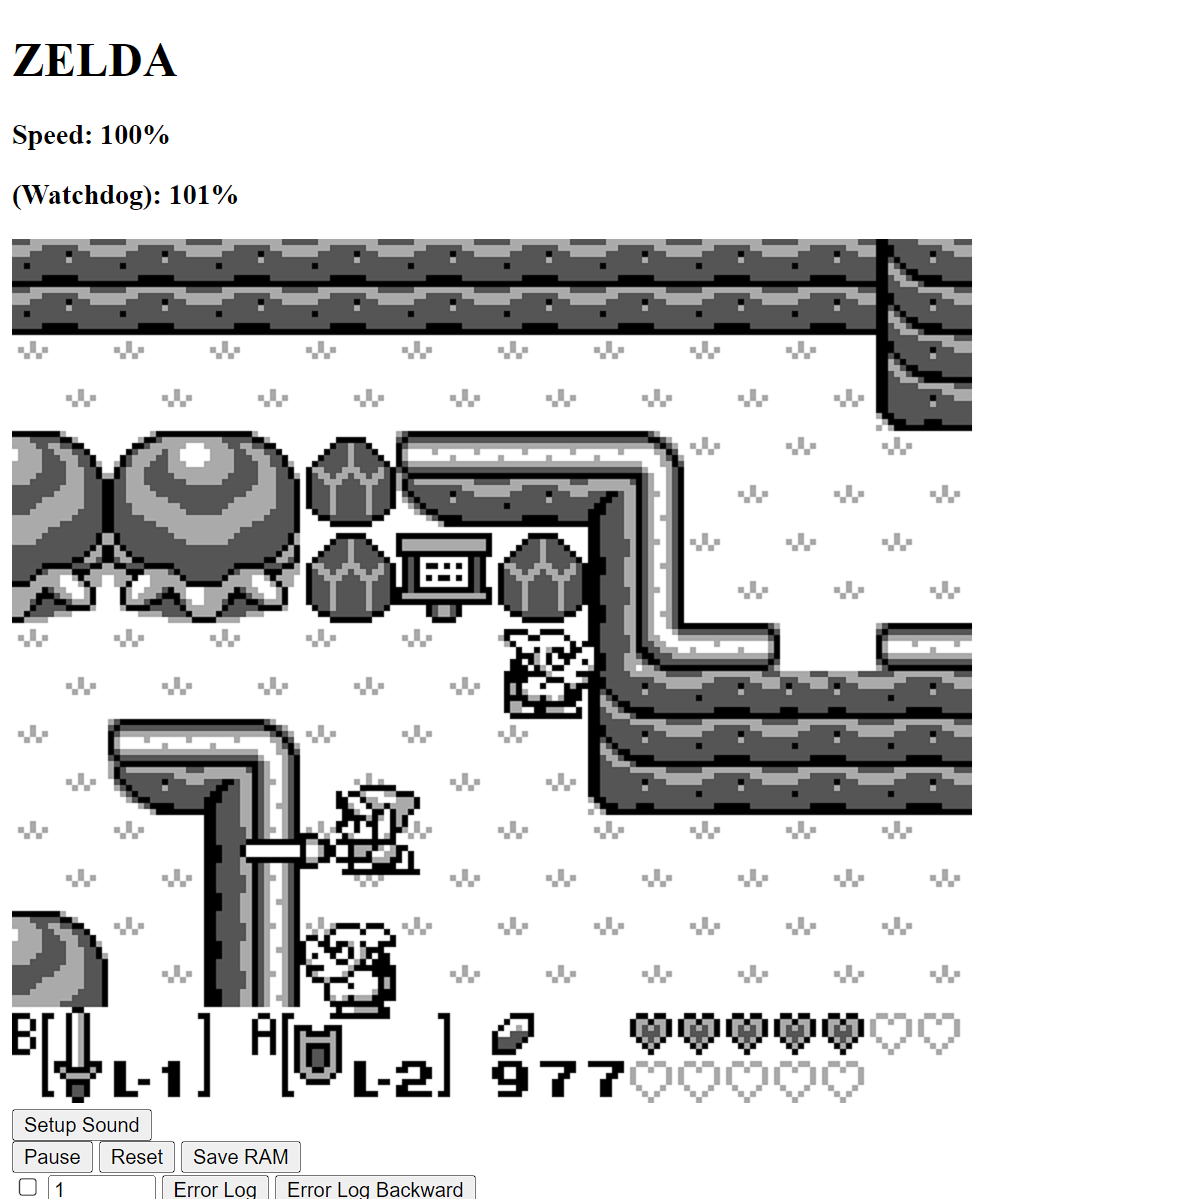 ZELDA
Speed: 100%
(Watchdog): 101%
B[ L-1 ] A[ L-2 ] 977
Setup Sound
Pause Reset Save RAM
1 Error Log Error Log Backward